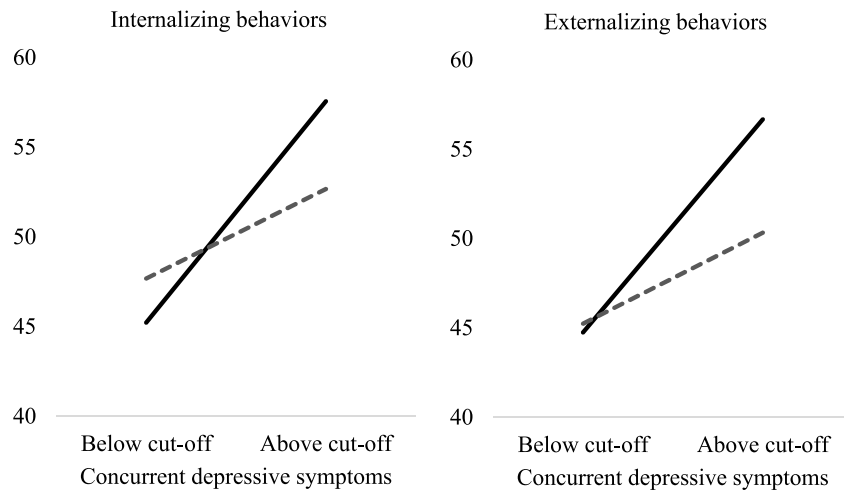 Internalizing behaviors
60
55
50
45
40
Below cut-off Above cut-off
Concurrent depressive symptoms
Externalizing behaviors
60
55
50
45
40
Below cut-off Above cut-off
Concurrent depressive symptoms